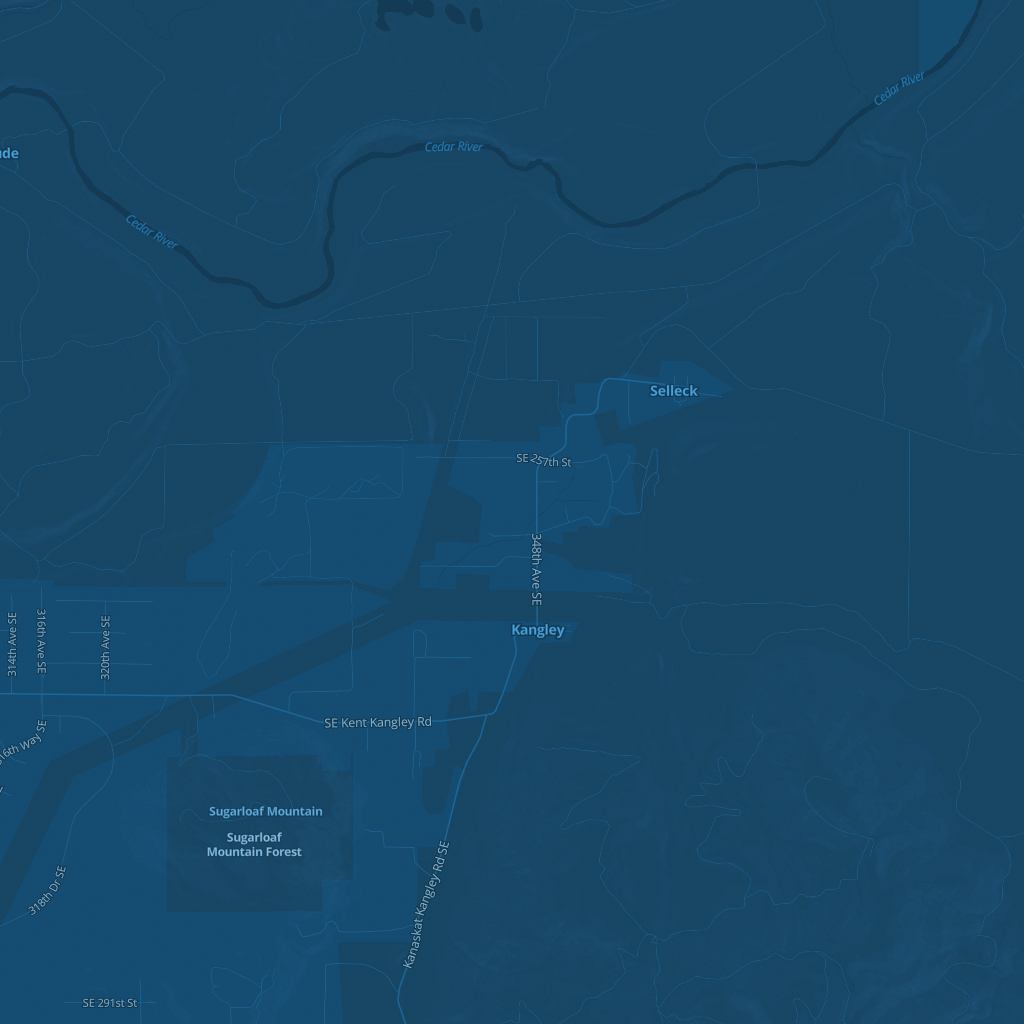 Cedar River
Cedar River
Cedar River
Selleck
SE 257th St
348th Ave SE
Kangley
314th Ave SE
316th Ave SE
320th Ave SE
SE Kent Kangley Rd
Sugarloaf Mountain
Sugarloaf
Mountain Forest
318th Dr SE
Kanaskat Kangley Rd SE
SE 291st St